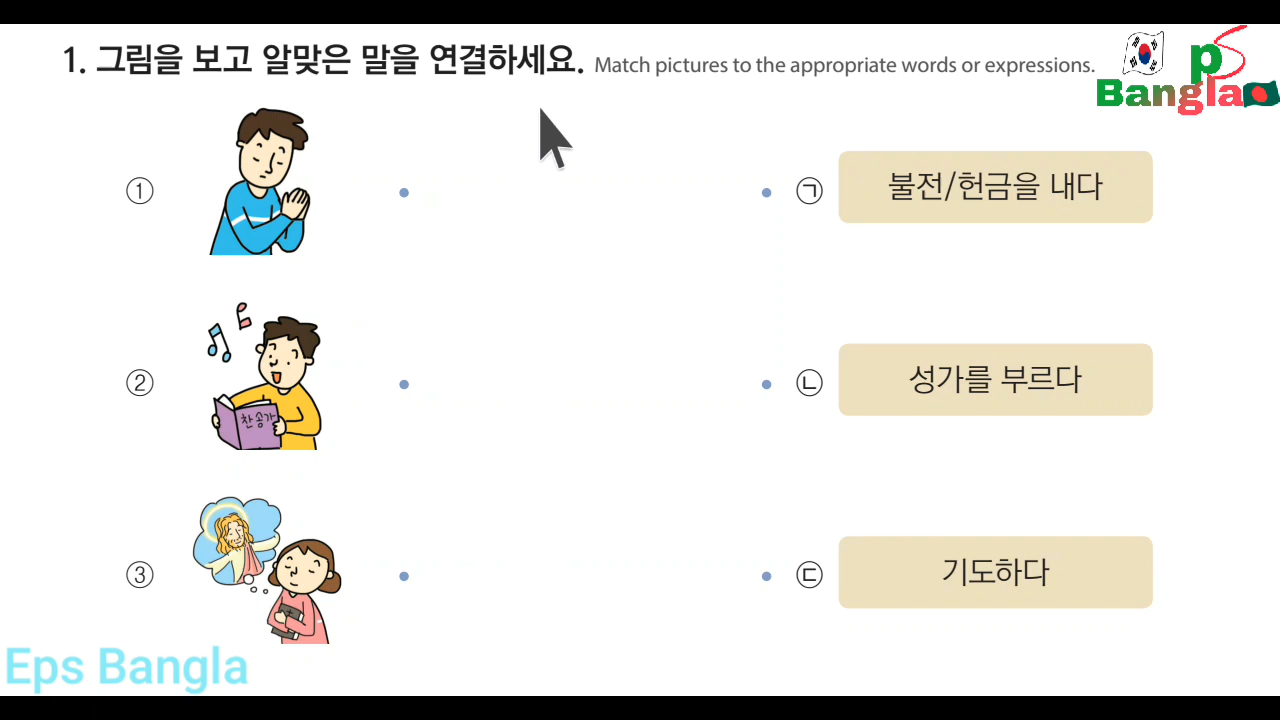 1. 그림을 보고 알맞은 말을 연결하세요. Match pictures to the appropriate words or expressions.
ps
Bangla
①
㉠ 불전/헌금을 내다
②
찬송가
㉡ 성가를 부르다
③
㉢ 기도하다
Eps Bangla